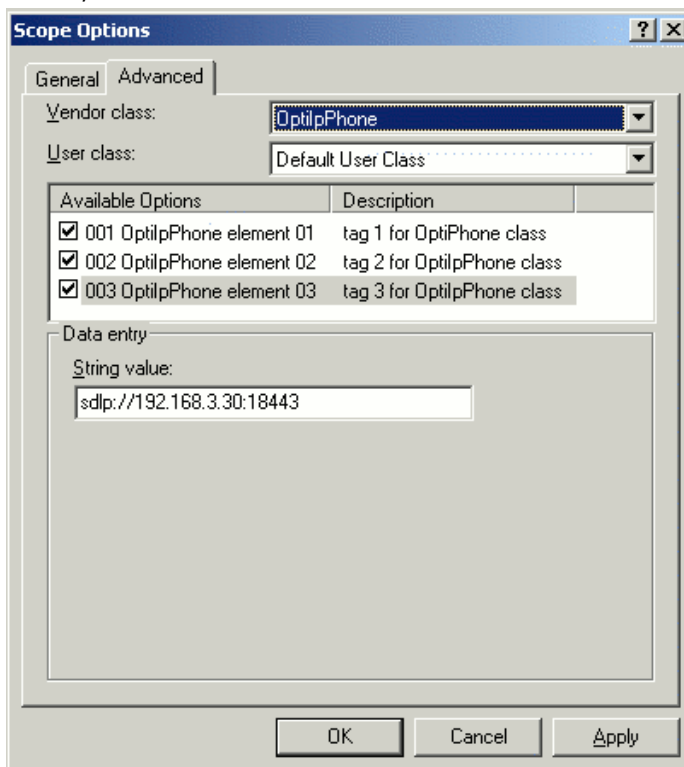 Scope Options
General Advanced
Vendor class: OptiIpPhone
User class: Default User Class
Available Options Description
001 OptiIpPhone element 01 tag 1 for OptiPhone class
002 OptiIpPhone element 02 tag 2 for OptiIpPhone class
003 OptiIpPhone element 03 tag 3 for OptiIpPhone class
Data entry
String value:
sdlp://192.168.3.30:18443
OK Cancel Apply